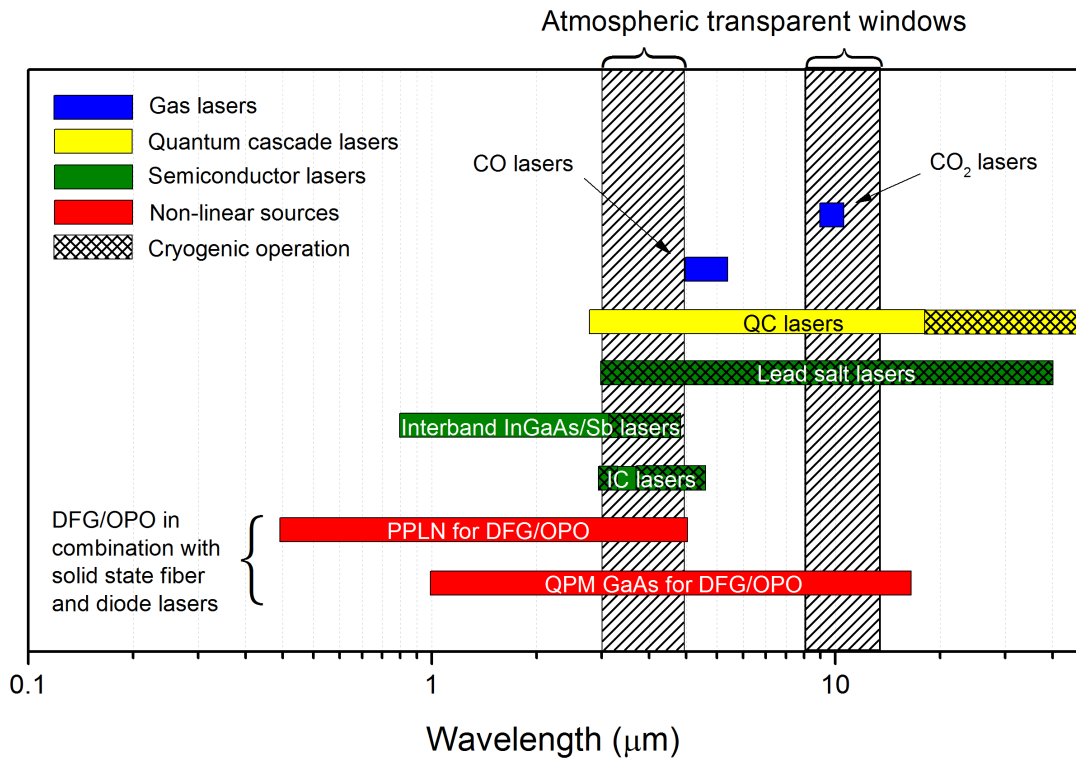 Atmospheric transparent windows
Gas lasers
Quantum cascade lasers
Semiconductor lasers
Non-linear sources
Cryogenic operation
CO lasers
CO₂ lasers
QC lasers
Lead salt lasers
Interband InGaAs/Sb lasers
IC lasers
PPLN for DFG/OPO
QPM GaAs for DFG/OPO
DFG/OPO in
combination with
solid state fiber
and diode lasers
0.1
1
10
Wavelength (μm)